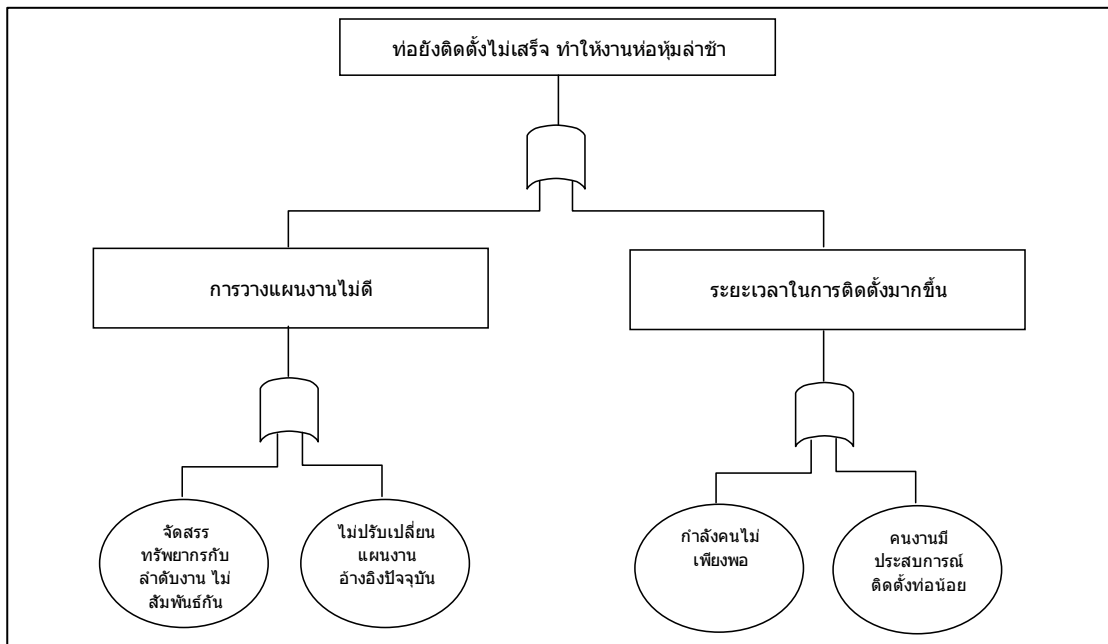 ท่อยังติดตั้งไม่เสร็จ ทำให้งานห่อหุ้มล่าช้า
การวางแผนงานไม่ดี
ระยะเวลาในการติดตั้งมากขึ้น
จัดสรร
ทรัพยากรกับ
ลำดับงาน ไม่
สัมพันธ์กัน
ไม่ปรับเปลี่ยน
แผนงาน
อ้างอิงปัจจุบัน
กำลังคนไม่
เพียงพอ
คนงานมี
ประสบการณ์
ติดตั้งท่อน้อย